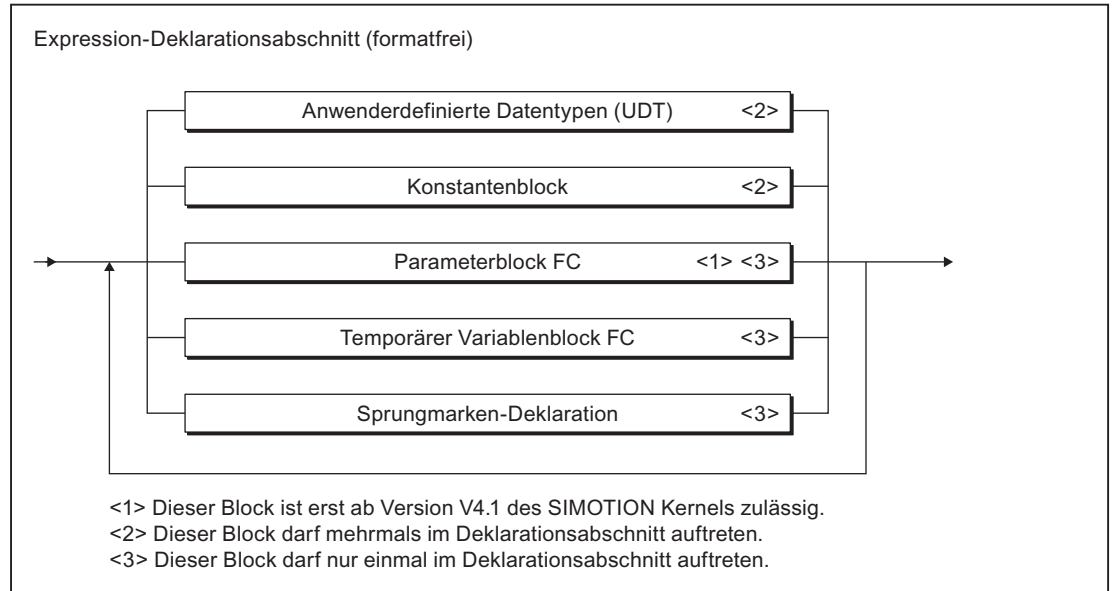 Expression-Deklarationsabschnitt (formatfrei)
Anwenderdefinierte Datentypen (UDT) <2>
Konstantenblock <2>
Parameterblock FC <1> <3>
Temporärer Variablenblock FC <3>
Sprungmarken-Deklaration <3>
<1> Dieser Block ist erst ab Version V4.1 des SIMOTION Kernels zulässig.
<2> Dieser Block darf mehrmals im Deklarationsabschnitt auftreten.
<3> Dieser Block darf nur einmal im Deklarationsabschnitt auftreten.